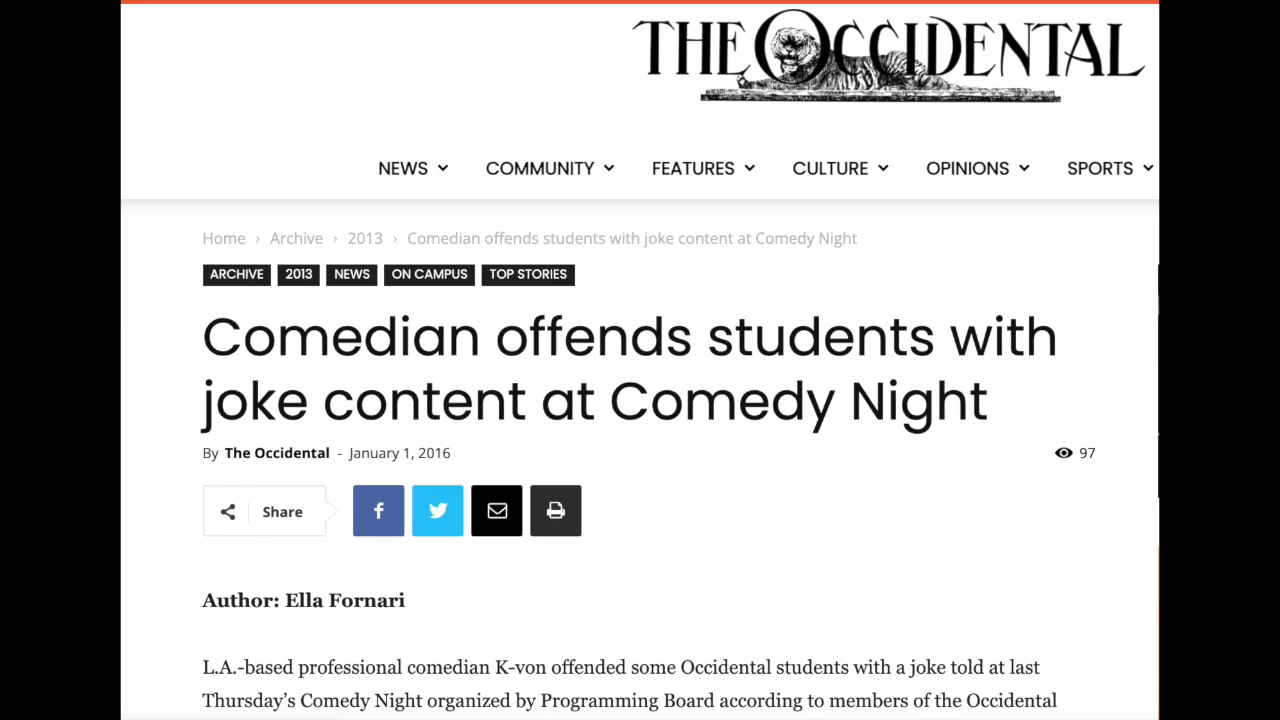 THE OCCIDENTAL
NEWS COMMUNITY FEATURES CULTURE OPINIONS SPORTS
Home › Archive › 2013 › Comedian offends students with joke content at Comedy Night
ARCHIVE 2013 NEWS ON CAMPUS TOP STORIES
Comedian offends students with
joke content at Comedy Night
By The Occidental - January 1, 2016 97
Share
Author: Ella Fornari
L.A.-based professional comedian K-von offended some Occidental students with a joke told at last
Thursday’s Comedy Night organized by Programming Board according to members of the Occidental